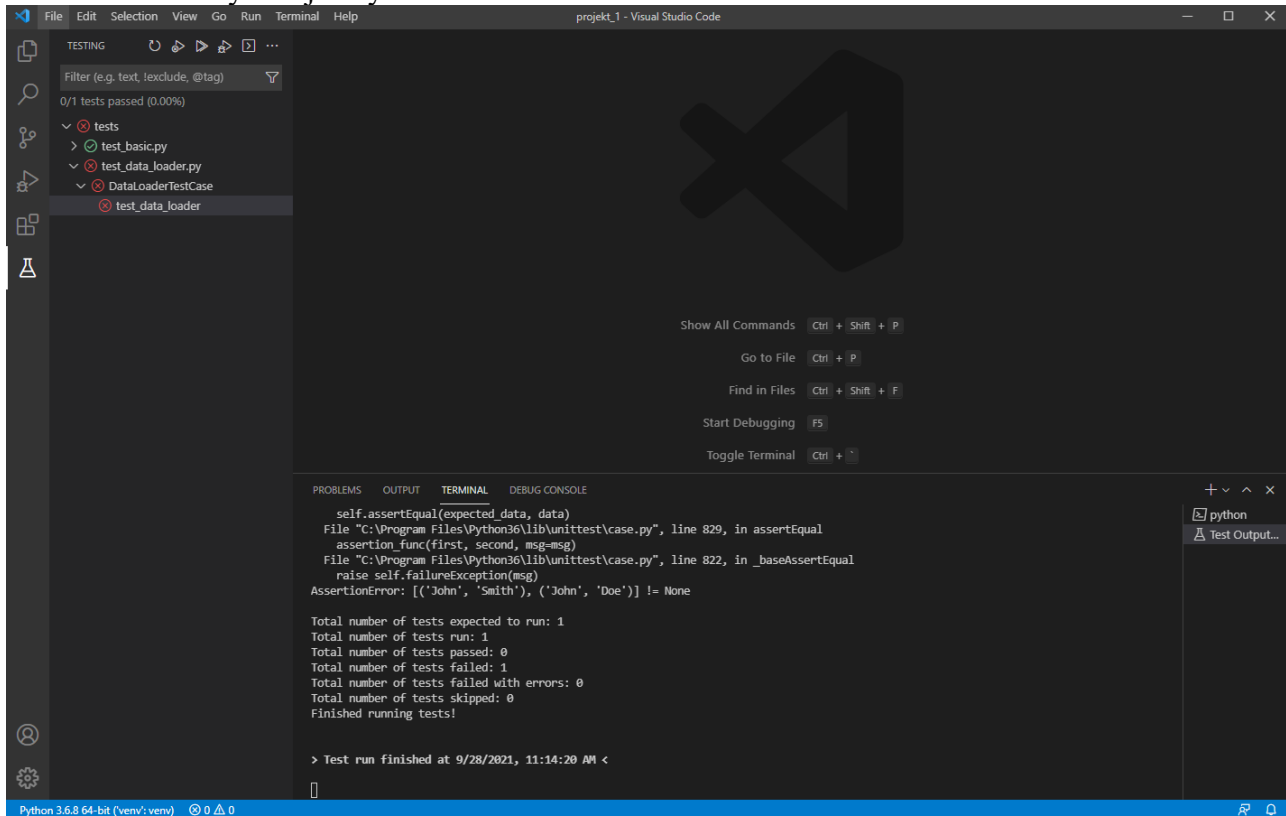 File Edit Selection View Go Run Terminal Help
projekt_1 - Visual Studio Code
TESTING
Filter (e.g. text, !exclude, @tag)
0/1 tests passed (0.00%)
tests
test_basic.py
test_data_loader.py
DataLoaderTestCase
test_data_loader
Show All Commands Ctrl + Shift + P
Go to File Ctrl + P
Find in Files Ctrl + Shift + F
Start Debugging F5
Toggle Terminal Ctrl + `
PROBLEMS OUTPUT TERMINAL DEBUG CONSOLE
self.assertEqual(expected_data, data)
File "C:\Program Files\Python36\lib\unittest\case.py", line 829, in assertEqual
assertion_func(first, second, msg=msg)
File "C:\Program Files\Python36\lib\unittest\case.py", line 822, in _baseAssertEqual
raise self.failureException(msg)
AssertionError: [('John', 'Smith'), ('John', 'Doe')] != None
Total number of tests expected to run: 1
Total number of tests run: 1
Total number of tests passed: 0
Total number of tests failed: 1
Total number of tests failed with errors: 0
Total number of tests skipped: 0
Finished running tests!
> Test run finished at 9/28/2021, 11:14:20 AM <
python
Test Output...
Python 3.6.8 64-bit ('venv': venv) 0 0